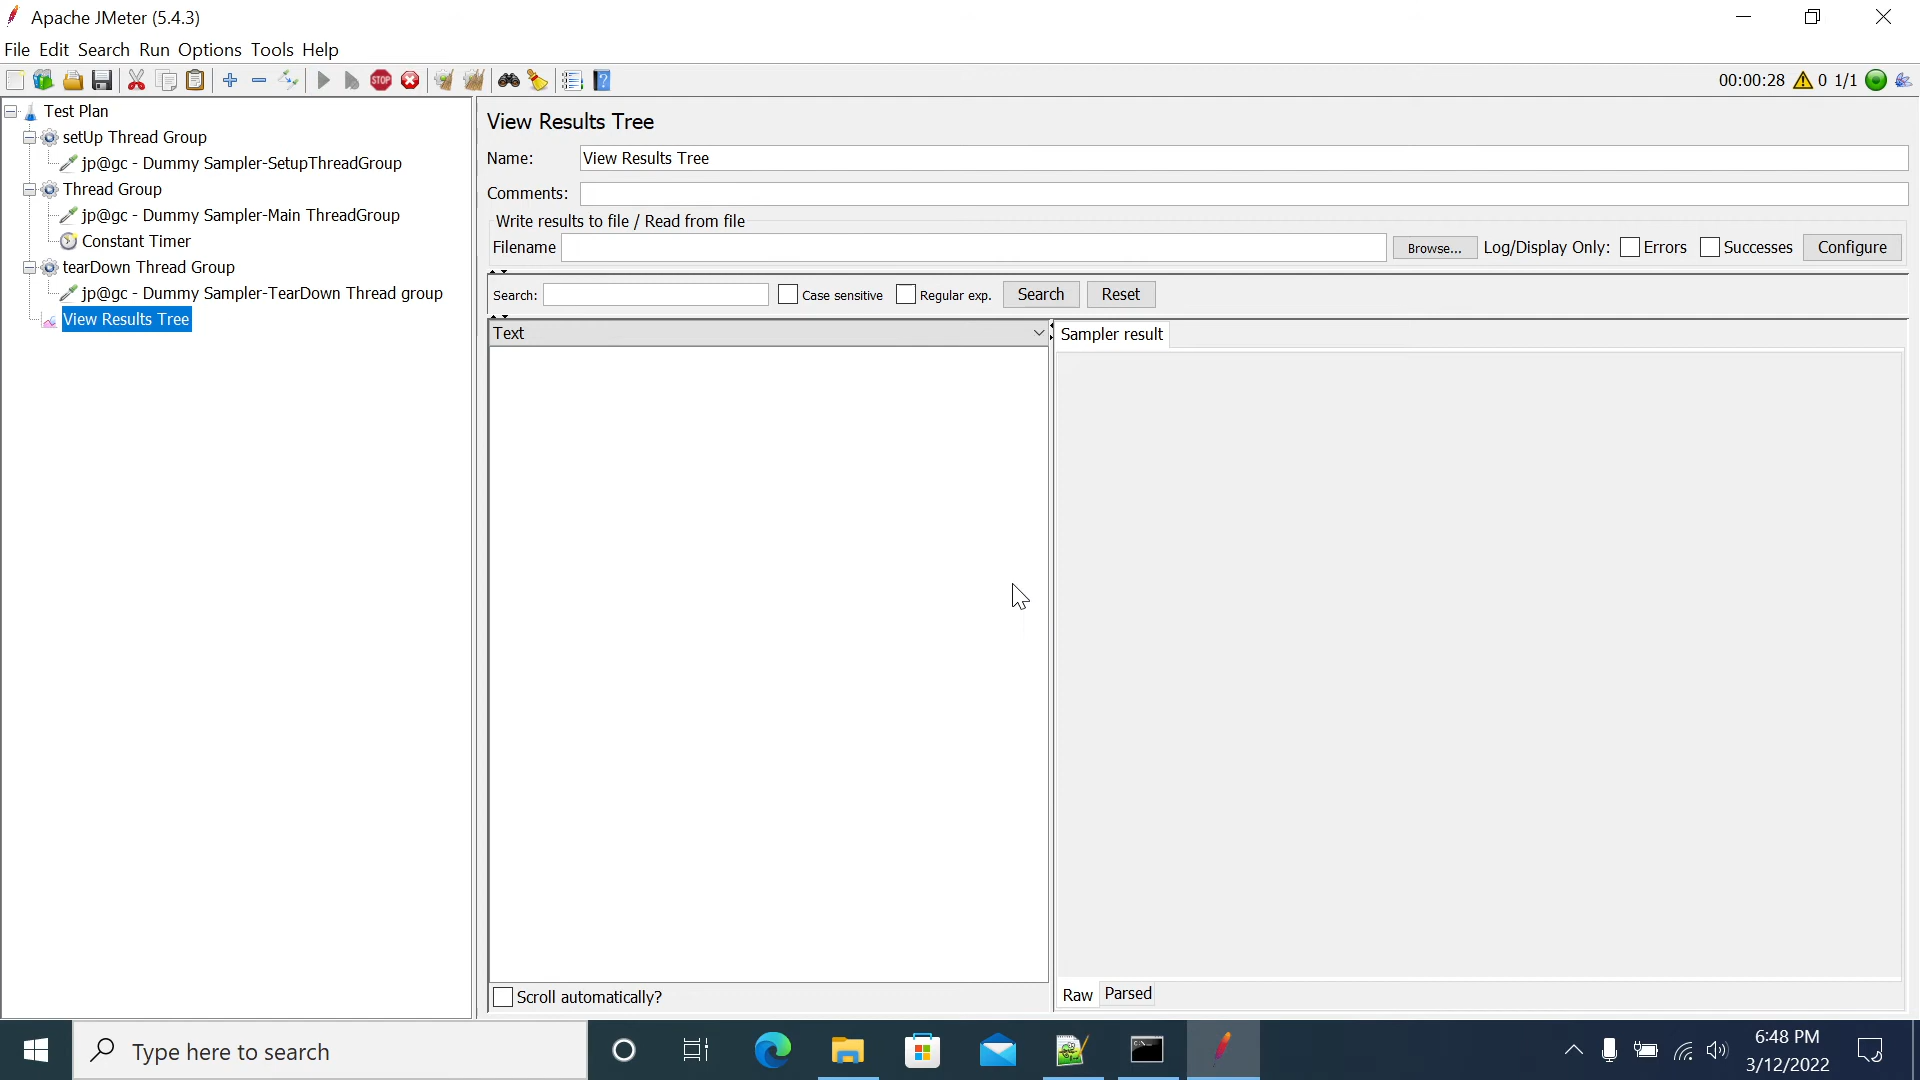 Apache JMeter (5.4.3)
File Edit Search Run Options Tools Help
STOP
00:00:28 0 1/1
Test Plan
setUp Thread Group
jp@gc - Dummy Sampler-SetupThreadGroup
Thread Group
jp@gc - Dummy Sampler-Main ThreadGroup
Constant Timer
tearDown Thread Group
jp@gc - Dummy Sampler-TearDown Thread group
View Results Tree
View Results Tree
Name: View Results Tree
Comments:
Write results to file / Read from file
Filename Browse... Log/Display Only: Errors Successes Configure
Search: Case sensitive Regular exp. Search Reset
Text
Sampler result
Scroll automatically?
Raw Parsed
Type here to search
6:48 PM
3/12/2022